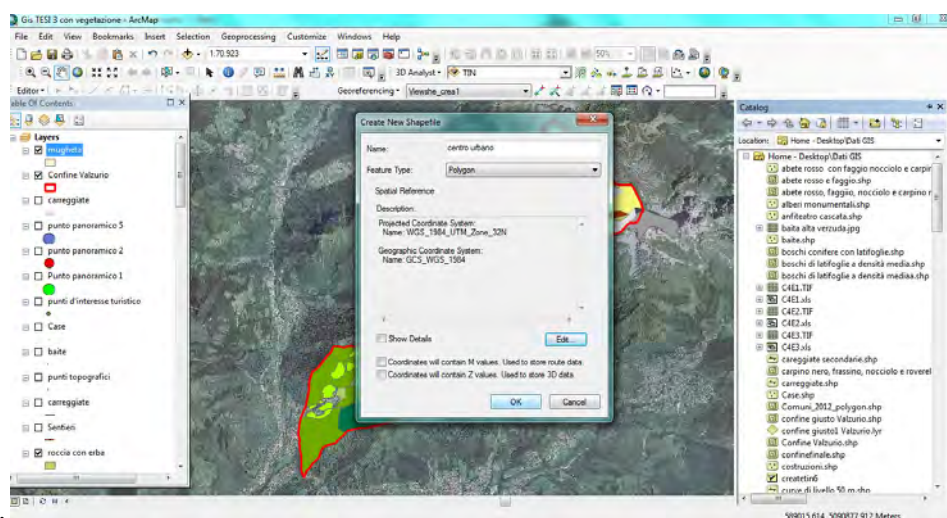 Gis TESI 3 con vegetazione - ArcMap
File Edit View Bookmarks Insert Selection Geoprocessing Customize Windows Help
1:70.923
50%
3D Analyst TIN
Editor
Georeferencing Viewshe_crea1
able Of Contents
Layers
mugheta
Confine Valzurio
careggiate
punto panoramico 5
punto panoramico 2
Punto panoramico 1
punti d'interesse turistico
Case
baite
punti topografici
carreggiate
Sentieri
roccia con erba
Create New Shapefile
Name: centro urbano
Feature Type: Polygon
Spatial Reference
Description:
Projected Coordinate System:
Name: WGS_1984_UTM_Zone_32N
Geographic Coordinate System:
Name: GCS_WGS_1984
Show Details
Edit...
Coordinates will contain M values. Used to store route data.
Coordinates will contain Z values. Used to store 3D data.
OK Cancel
Catalog
Location: Home - Desktop\Dati GIS
Home - Desktop\Dati GIS
abete rosso con faggio nocciolo e carpir
abete rosso e faggio.shp
abete rosso, faggio, nocciolo e carpino r
alberi monumentali.shp
anfiteatro cascata.shp
baita alta verzuda.jpg
baite.shp
boschi conifere con latifoglie.shp
boschi di latifoglie a densità media.shp
boschi di latifoglie a densità mediaa.shp
C4E1.TIF
C4E1.xls
C4E2.TIF
C4E2.xls
C4E3.TIF
C4E3.xls
careggiate secondarie.shp
carpino nero, frassino, nocciolo e roverel
carreggiate.shp
Case.shp
Comuni_2012_polygon.shp
confine giusto Valzurio.shp
confine giusto1 Valzurio.lyr
Confine Valzurio.shp
confinefinale.shp
costruzioni.shp
createtin6
curve di livello 50 m.shp
589015,614 5090877,912 Meters